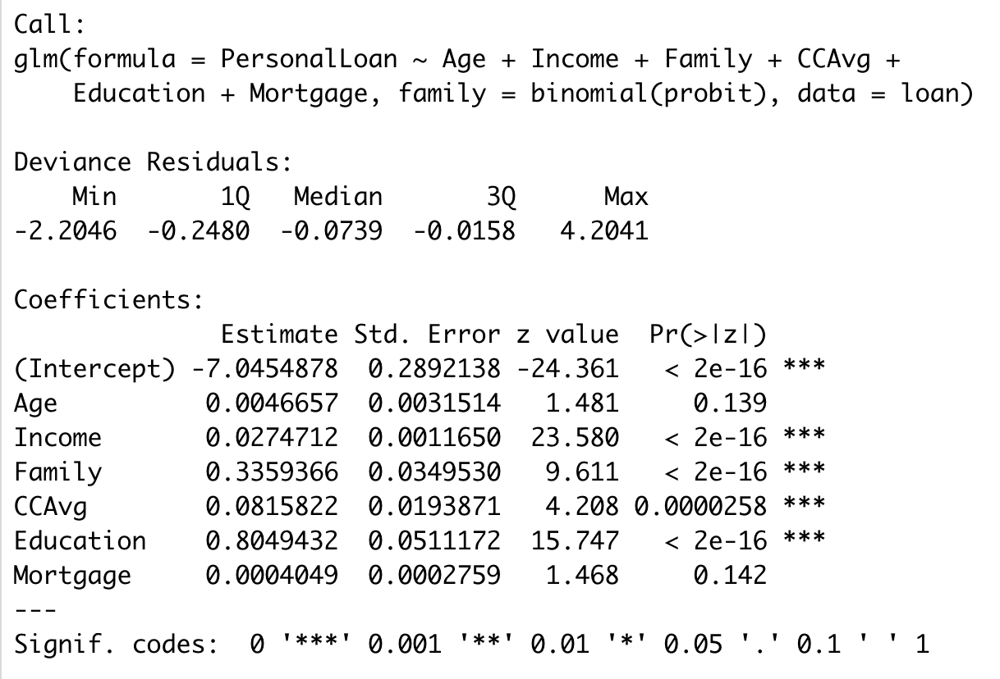 Call:
glm(formula = PersonalLoan ~ Age + Income + Family + CCAvg +
    Education + Mortgage, family = binomial(probit), data = loan)

Deviance Residuals:
    Min       1Q   Median       3Q      Max
-2.2046  -0.2480  -0.0739  -0.0158   4.2041

Coefficients:
              Estimate Std. Error z value  Pr(>|z|)
(Intercept) -7.0454878  0.2892138 -24.361   < 2e-16 ***
Age          0.0046657  0.0031514   1.481     0.139
Income       0.0274712  0.0011650  23.580   < 2e-16 ***
Family       0.3359366  0.0349530   9.611   < 2e-16 ***
CCAvg        0.0815822  0.0193871   4.208 0.0000258 ***
Education    0.8049432  0.0511172  15.747   < 2e-16 ***
Mortgage     0.0004049  0.0002759   1.468     0.142
---
Signif. codes:  0 '***' 0.001 '**' 0.01 '*' 0.05 '.' 0.1 ' ' 1